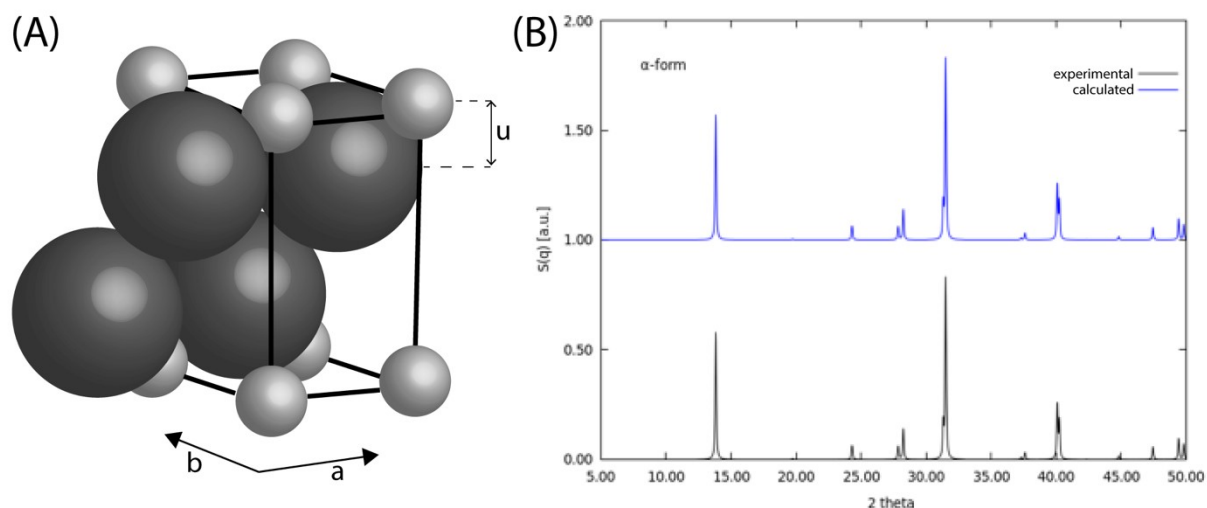 (A)
u
b
a
(B)
α-form
experimental
calculated
S(q) [a.u.]
2.00
1.50
1.00
0.50
0.00
5.00 10.00 15.00 20.00 25.00 30.00 35.00 40.00 45.00 50.00
2 theta